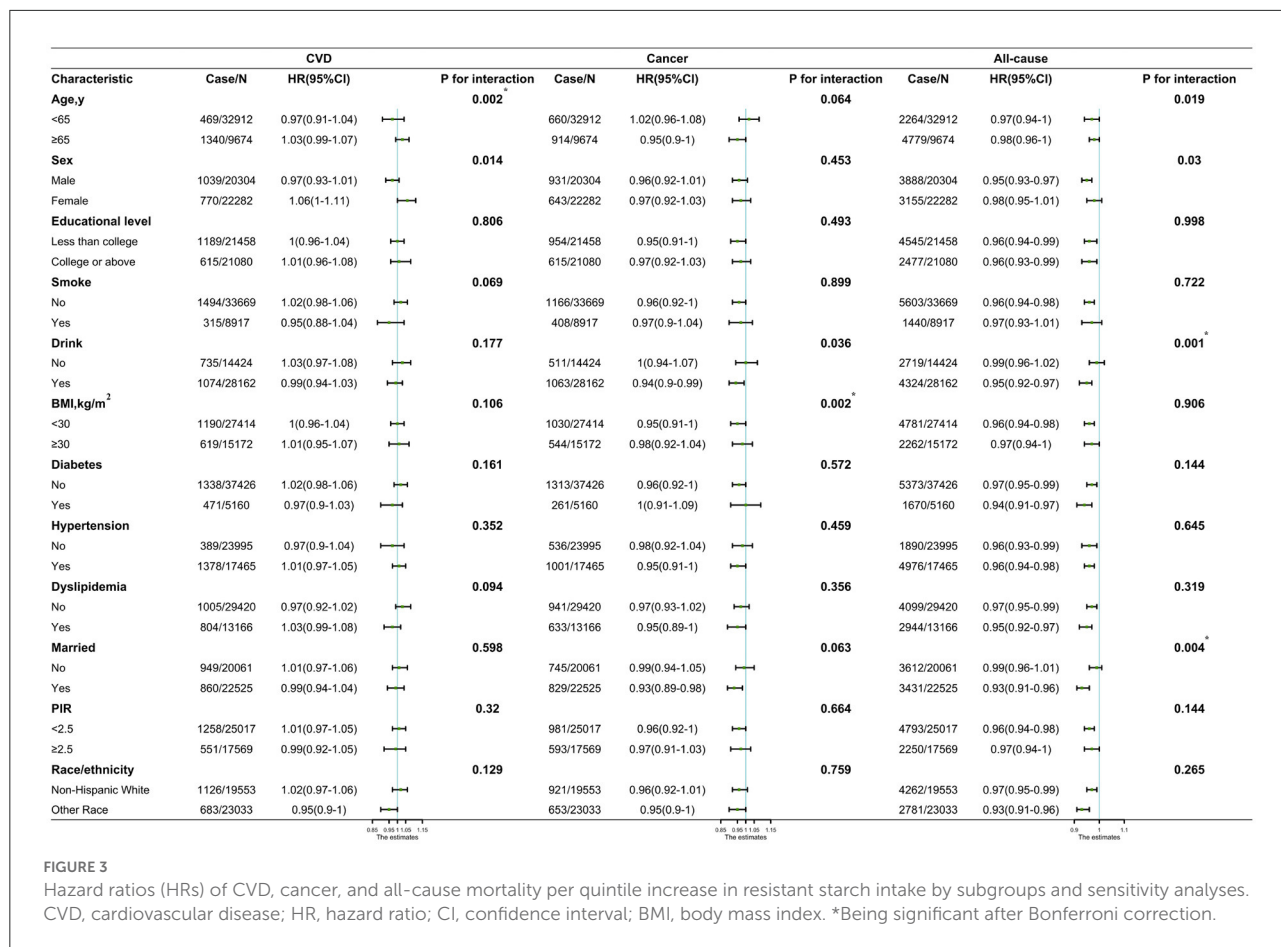 CVD Cancer All-cause
Characteristic Case/N HR(95%CI) P for interaction Case/N HR(95%CI) P for interaction Case/N HR(95%CI) P for interaction
Age,y 0.002* 0.064 0.019
<65 469/32912 0.97(0.91-1.04) 660/32912 1.02(0.96-1.08) 2264/32912 0.97(0.94-1)
≥65 1340/9674 1.03(0.99-1.07) 914/9674 0.95(0.9-1) 4779/9674 0.98(0.96-1)
Sex 0.014 0.453 0.03
Male 1039/20304 0.97(0.93-1.01) 931/20304 0.96(0.92-1.01) 3888/20304 0.95(0.93-0.97)
Female 770/22282 1.06(1-1.11) 643/22282 0.97(0.92-1.03) 3155/22282 0.98(0.95-1.01)
Educational level 0.806 0.493 0.998
Less than college 1189/21458 1(0.96-1.04) 954/21458 0.95(0.91-1) 4545/21458 0.96(0.94-0.99)
College or above 615/21080 1.01(0.96-1.08) 615/21080 0.97(0.92-1.03) 2477/21080 0.96(0.93-0.99)
Smoke 0.069 0.899 0.722
No 1494/33669 1.02(0.98-1.06) 1166/33669 0.96(0.92-1) 5603/33669 0.96(0.94-0.98)
Yes 315/8917 0.95(0.88-1.04) 408/8917 0.97(0.9-1.04) 1440/8917 0.97(0.93-1.01)
Drink 0.177 0.036 0.001*
No 735/14424 1.03(0.97-1.08) 511/14424 1(0.94-1.07) 2719/14424 0.99(0.96-1.02)
Yes 1074/28162 0.99(0.94-1.03) 1063/28162 0.94(0.9-0.99) 4324/28162 0.95(0.92-0.97)
BMI,kg/m² 0.106 0.002* 0.906
<30 1190/27414 1(0.96-1.04) 1030/27414 0.95(0.91-1) 4781/27414 0.96(0.94-0.98)
≥30 619/15172 1.01(0.95-1.07) 544/15172 0.98(0.92-1.04) 2262/15172 0.97(0.94-1)
Diabetes 0.161 0.572 0.144
No 1338/37426 1.02(0.98-1.06) 1313/37426 0.96(0.92-1) 5373/37426 0.97(0.95-0.99)
Yes 471/5160 0.97(0.9-1.03) 261/5160 1(0.91-1.09) 1670/5160 0.94(0.91-0.97)
Hypertension 0.352 0.459 0.645
No 389/23995 0.97(0.9-1.04) 536/23995 0.98(0.92-1.04) 1890/23995 0.96(0.93-0.99)
Yes 1378/17465 1.01(0.97-1.05) 1001/17465 0.95(0.91-1) 4976/17465 0.96(0.94-0.98)
Dyslipidemia 0.094 0.356 0.319
No 1005/29420 0.97(0.92-1.02) 941/29420 0.97(0.93-1.02) 4099/29420 0.97(0.95-0.99)
Yes 804/13166 1.03(0.99-1.08) 633/13166 0.95(0.89-1) 2944/13166 0.95(0.92-0.97)
Married 0.598 0.063 0.004*
No 949/20061 1.01(0.97-1.06) 745/20061 0.99(0.94-1.05) 3612/20061 0.99(0.96-1.01)
Yes 860/22525 0.99(0.94-1.04) 829/22525 0.93(0.89-0.98) 3431/22525 0.93(0.91-0.96)
PIR 0.32 0.664 0.144
<2.5 1258/25017 1.01(0.97-1.05) 981/25017 0.96(0.92-1) 4793/25017 0.96(0.94-0.98)
≥2.5 551/17569 0.99(0.92-1.05) 593/17569 0.97(0.91-1.03) 2250/17569 0.97(0.94-1)
Race/ethnicity 0.129 0.759 0.265
Non-Hispanic White 1126/19553 1.02(0.97-1.06) 921/19553 0.96(0.92-1.01) 4262/19553 0.97(0.95-0.99)
Other Race 683/23033 0.95(0.9-1) 653/23033 0.95(0.9-1) 2781/23033 0.93(0.91-0.96)
0.85 0.95 1 1.05 1.15 0.85 0.95 1 1.05 1.15 0.9 1 1.1
The estimates The estimates The estimates
FIGURE 3
Hazard ratios (HRs) of CVD, cancer, and all-cause mortality per quintile increase in resistant starch intake by subgroups and sensitivity analyses.
CVD, cardiovascular disease; HR, hazard ratio; CI, confidence interval; BMI, body mass index. *Being significant after Bonferroni correction.